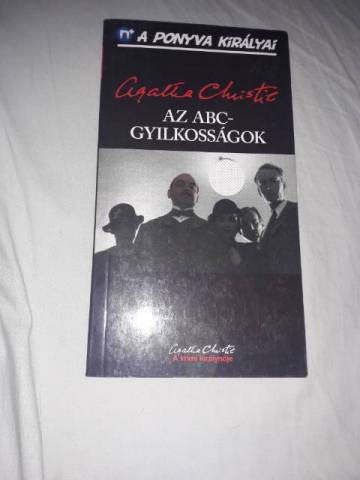 n* A PONYVA KIRÁLYAI
Agatha Christie
AZ ABC-
GYILKOSSÁGOK
Agatha Christie
A krimi királynője